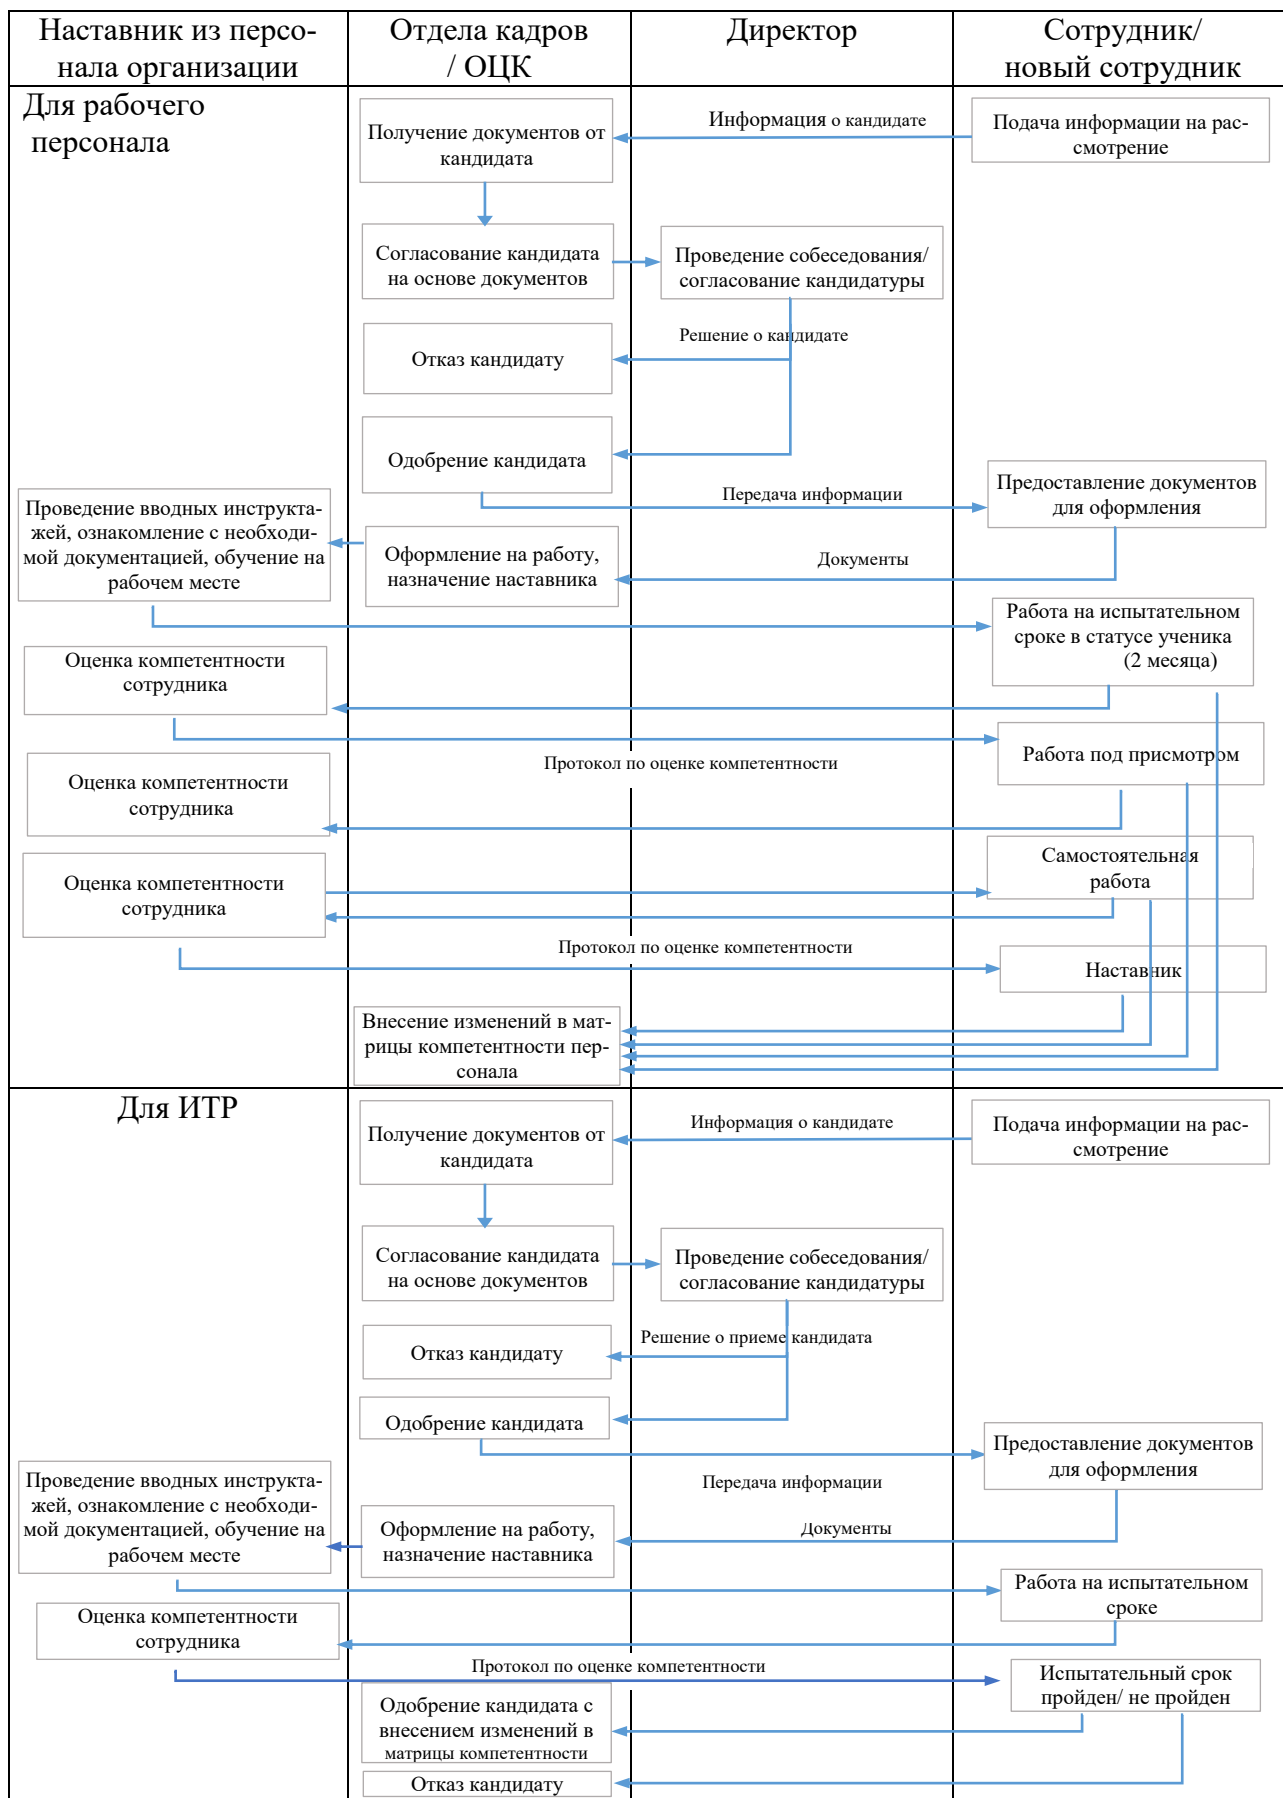 Наставник из персо-
нала организации
Отдела кадров
/ ОЦК
Директор
Сотрудник/
новый сотрудник
Для рабочего
персонала
Получение документов от
кандидата
Информация о кандидате
Подача информации на рас-
смотрение
Согласование кандидата
на основе документов
Проведение собеседования/
согласование кандидатуры
Решение о кандидате
Отказ кандидату
Одобрение кандидата
Передача информации
Предоставление документов
для оформления
Проведение вводных инструкта-
жей, ознакомление с необходи-
мой документацией, обучение на
рабочем месте
Оформление на работу,
назначение наставника
Документы
Работа на испытательном
сроке в статусе ученика
(2 месяца)
Оценка компетентности
сотрудника
Работа под присмотром
Протокол по оценке компетентности
Оценка компетентности
сотрудника
Самостоятельная
работа
Оценка компетентности
сотрудника
Протокол по оценке компетентности
Наставник
Внесение изменений в мат-
рицы компетентности пер-
сонала
Для ИТР
Получение документов от
кандидата
Информация о кандидате
Подача информации на рас-
смотрение
Согласование кандидата
на основе документов
Проведение собеседования/
согласование кандидатуры
Решение о приеме кандидата
Отказ кандидату
Одобрение кандидата
Предоставление документов
для оформления
Передача информации
Проведение вводных инструкта-
жей, ознакомление с необходи-
мой документацией, обучение на
рабочем месте
Оформление на работу,
назначение наставника
Документы
Работа на испытательном
сроке
Оценка компетентности
сотрудника
Протокол по оценке компетентности
Испытательный срок
пройден/ не пройден
Одобрение кандидата с
внесением изменений в
матрицы компетентности
Отказ кандидату